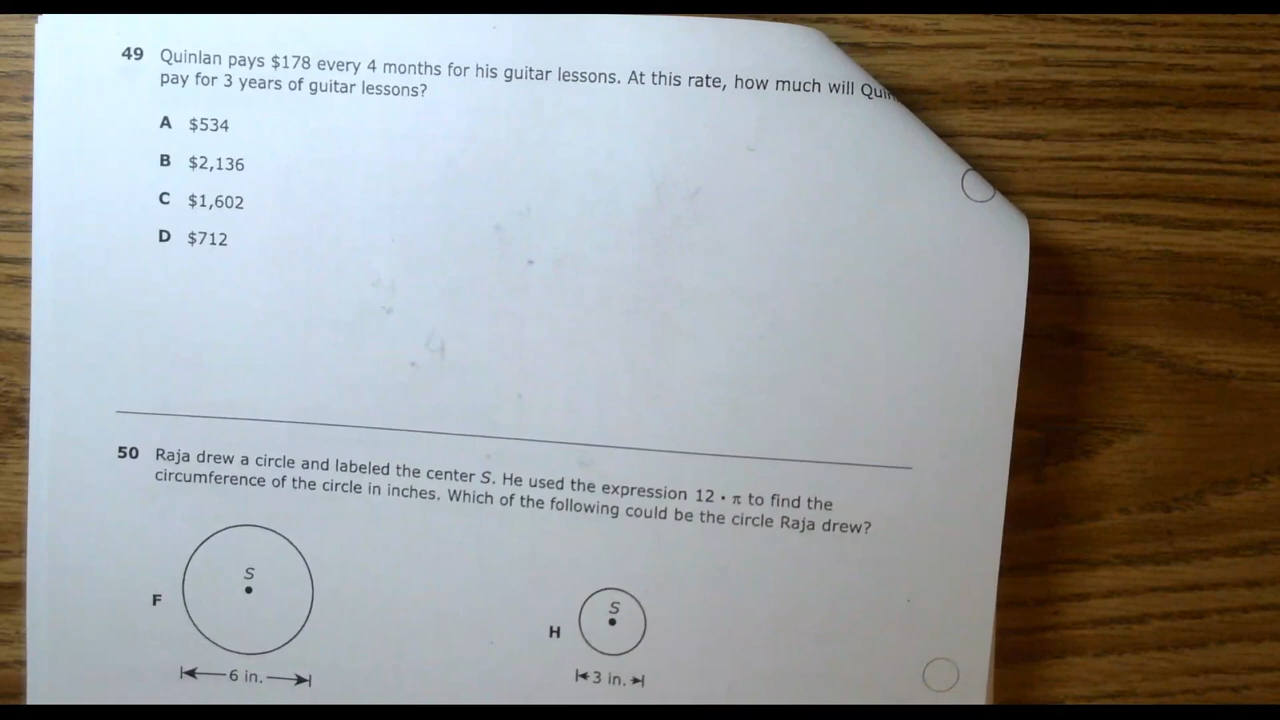 49 Quinlan pays $178 every 4 months for his guitar lessons. At this rate, how much will
pay for 3 years of guitar lessons?
A $534
B $2,136
C $1,602
D $712
4
50 Raja drew a circle and labeled the center S. He used the expression 12 • π to find the
circumference of the circle in inches. Which of the following could be the circle Raja drew?
S
F
6 in.
S
H
3 in.